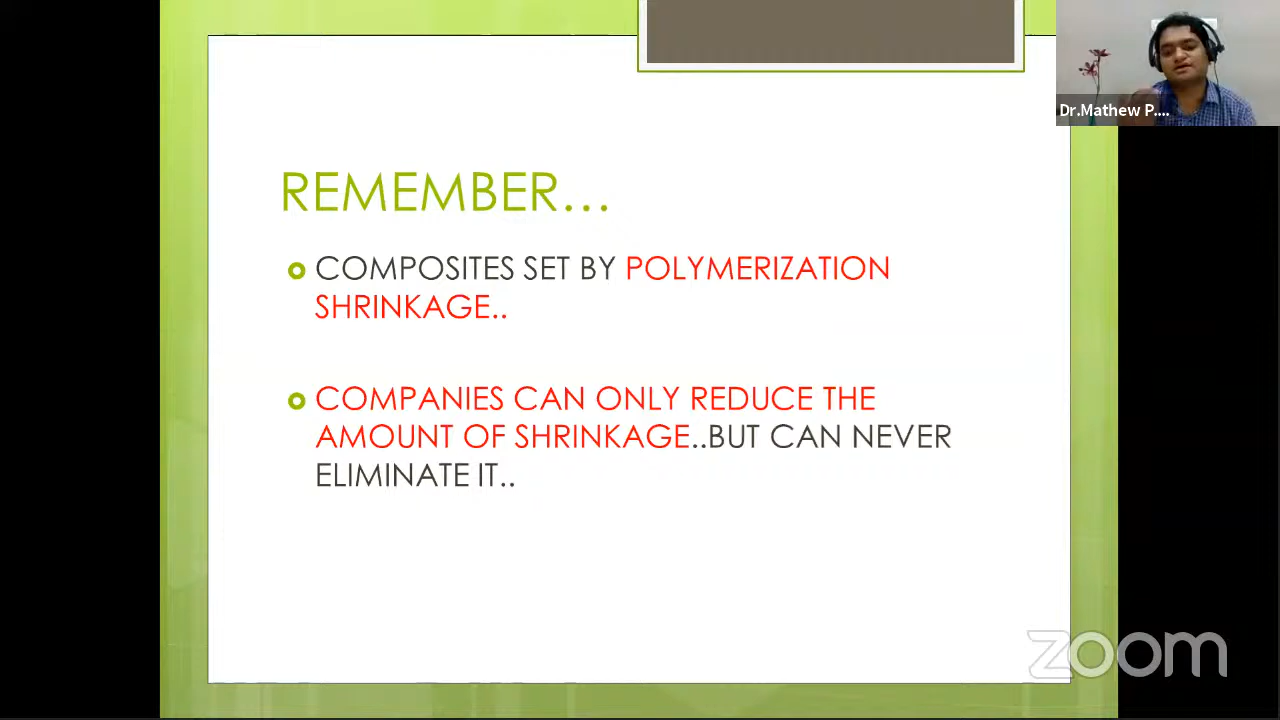 Dr.Mathew P....
REMEMBER...
COMPOSITES SET BY POLYMERIZATION
SHRINKAGE..
COMPANIES CAN ONLY REDUCE THE
AMOUNT OF SHRINKAGE..BUT CAN NEVER
ELIMINATE IT..
zoom